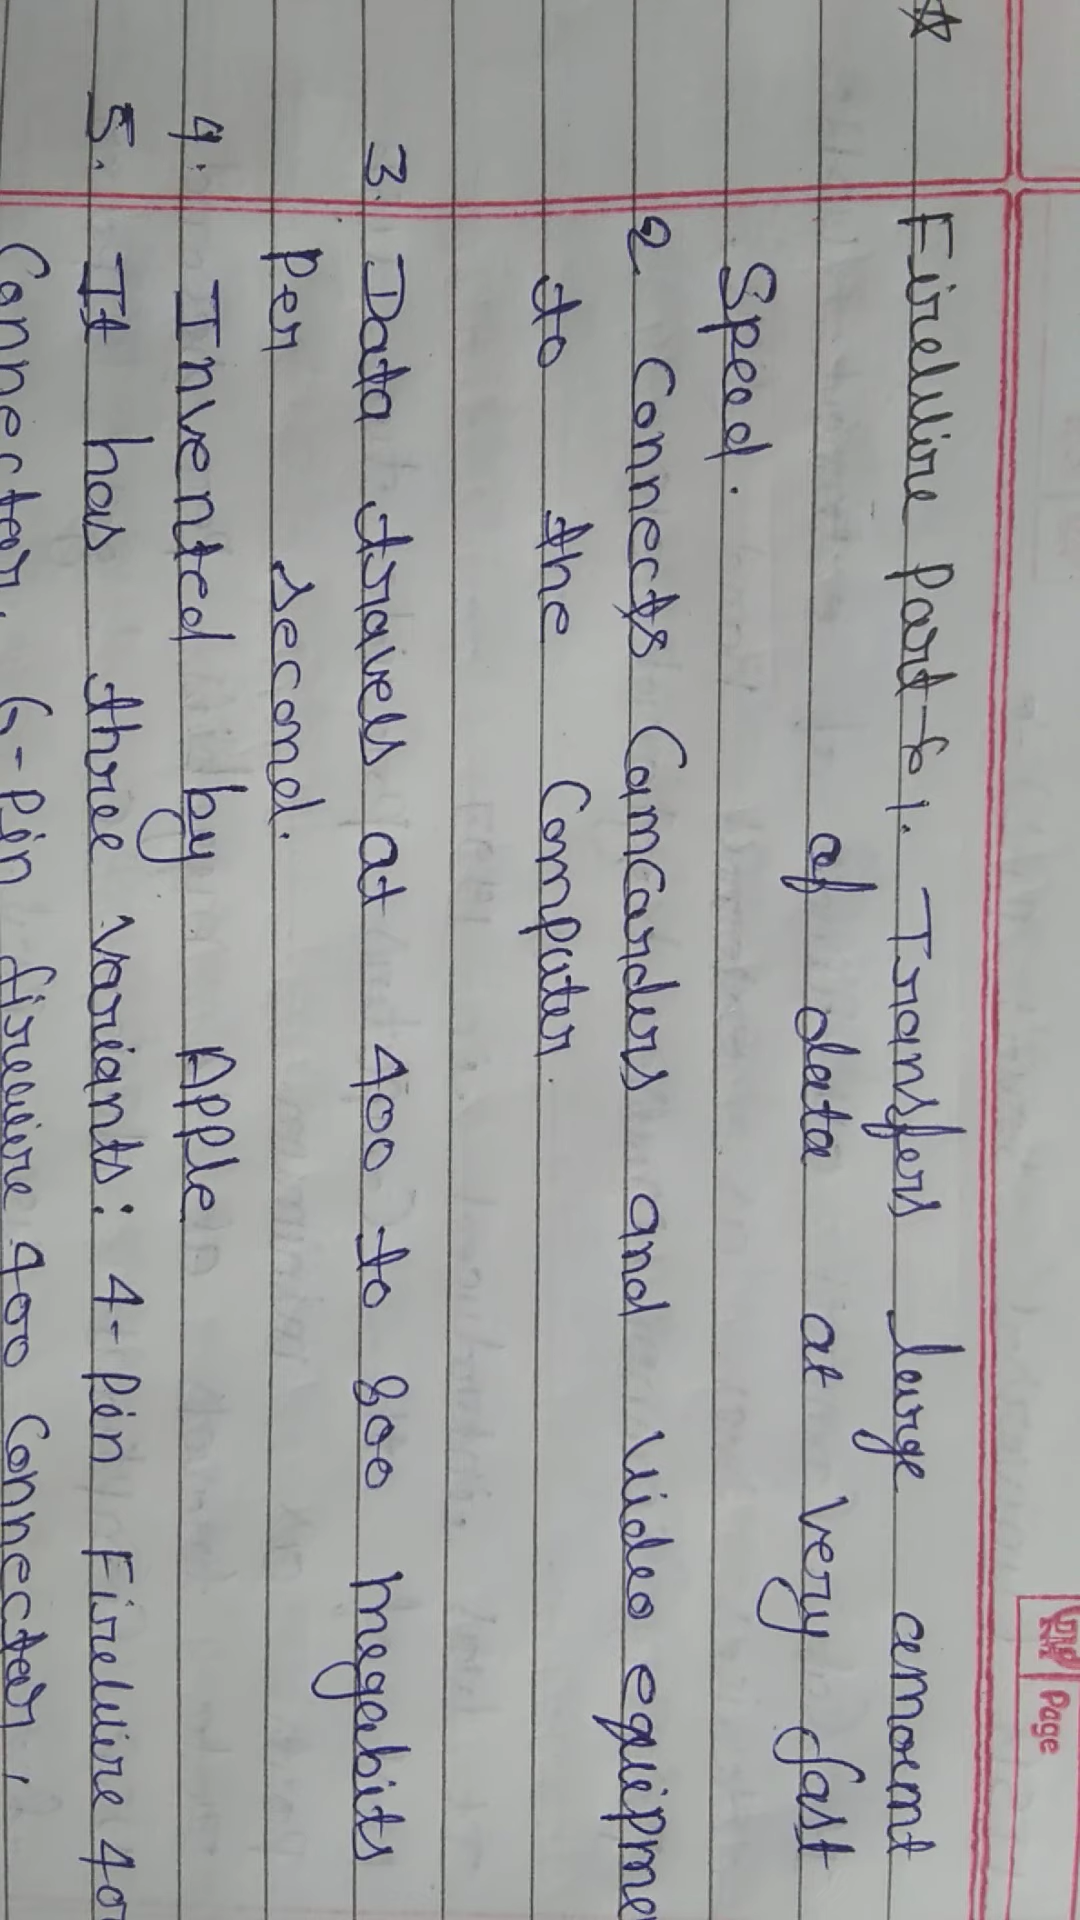 Page
☆ FireWire Port → 1. Transfers large amount
of data at very fast
Speed.
2 Connects Camcorders and Video equipme
to the Computer.
3. Data travels at 400 to 800 megabits
per second.
4. Invented by Apple
5. It has three variants: 4-Pin FireWire 40
Connector, 6-Pin firewire 400 Connector,